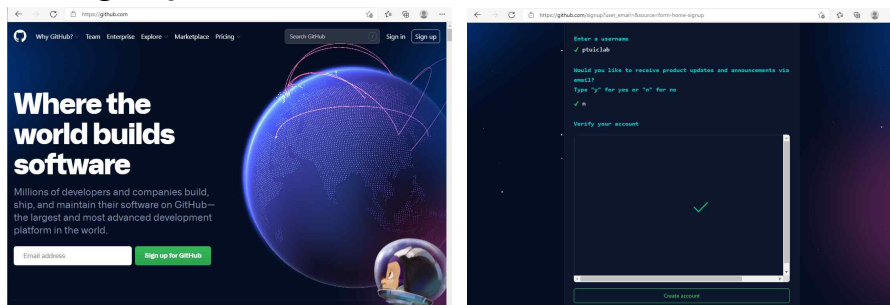 https://github.com
Why GitHub? Team Enterprise Explore Marketplace Pricing
Search GitHub
/
Sign in
Sign up
Where the
world builds
software
Millions of developers and companies build,
ship, and maintain their software on GitHub—
the largest and most advanced development
platform in the world.
Email address
Sign up for GitHub
https://github.com/signup?user_email=&source=form-home-signup
Enter a username
✓ ptuiclab
Would you like to receive product updates and announcements via
email?
Type "y" for yes or "n" for no
✓ n
Verify your account
Create account